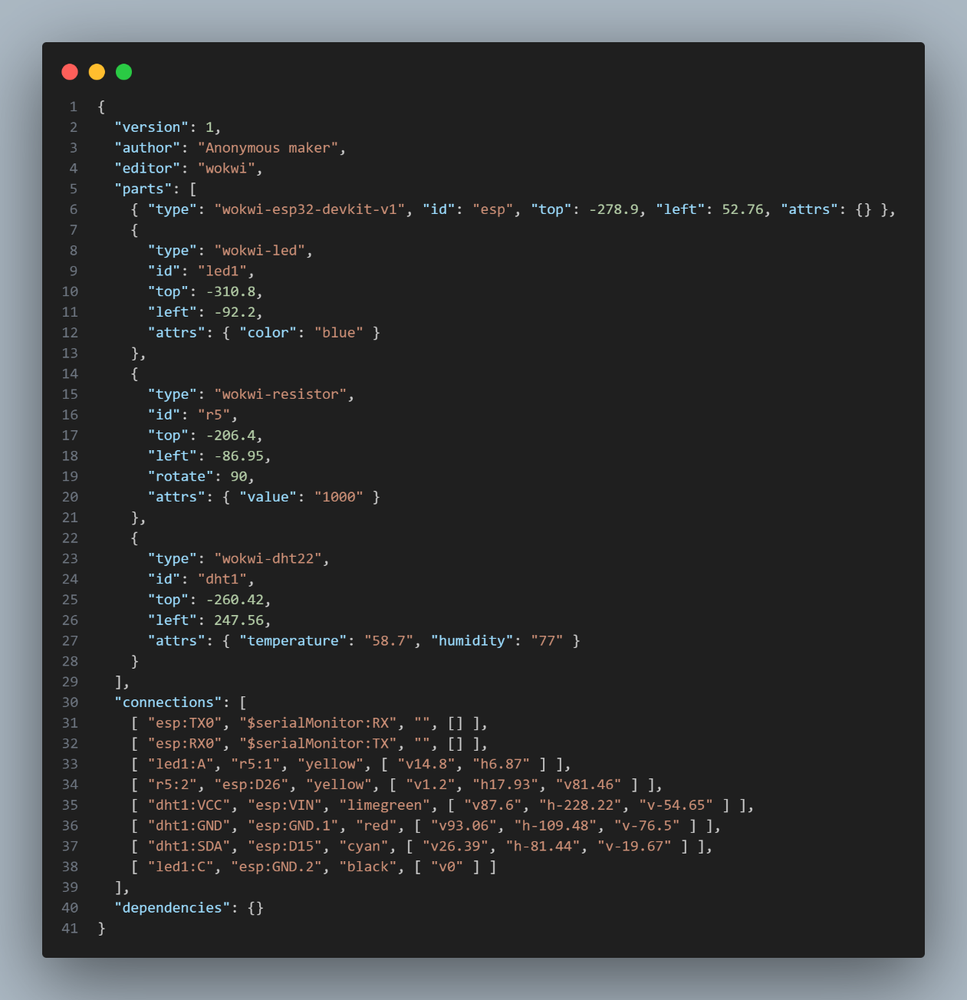 1 {
2   "version": 1,
3   "author": "Anonymous maker",
4   "editor": "wokwi",
5   "parts": [
6     { "type": "wokwi-esp32-devkit-v1", "id": "esp", "top": -278.9, "left": 52.76, "attrs": {} },
7     {
8       "type": "wokwi-led",
9       "id": "led1",
10       "top": -310.8,
11       "left": -92.2,
12       "attrs": { "color": "blue" }
13     },
14     {
15       "type": "wokwi-resistor",
16       "id": "r5",
17       "top": -206.4,
18       "left": -86.95,
19       "rotate": 90,
20       "attrs": { "value": "1000" }
21     },
22     {
23       "type": "wokwi-dht22",
24       "id": "dht1",
25       "top": -260.42,
26       "left": 247.56,
27       "attrs": { "temperature": "58.7", "humidity": "77" }
28     }
29   ],
30   "connections": [
31     [ "esp:TX0", "$serialMonitor:RX", "", [] ],
32     [ "esp:RX0", "$serialMonitor:TX", "", [] ],
33     [ "led1:A", "r5:1", "yellow", [ "v14.8", "h6.87" ] ],
34     [ "r5:2", "esp:D26", "yellow", [ "v1.2", "h17.93", "v81.46" ] ],
35     [ "dht1:VCC", "esp:VIN", "limegreen", [ "v87.6", "h-228.22", "v-54.65" ] ],
36     [ "dht1:GND", "esp:GND.1", "red", [ "v93.06", "h-109.48", "v-76.5" ] ],
37     [ "dht1:SDA", "esp:D15", "cyan", [ "v26.39", "h-81.44", "v-19.67" ] ],
38     [ "led1:C", "esp:GND.2", "black", [ "v0" ] ]
39   ],
40   "dependencies": {}
41 }